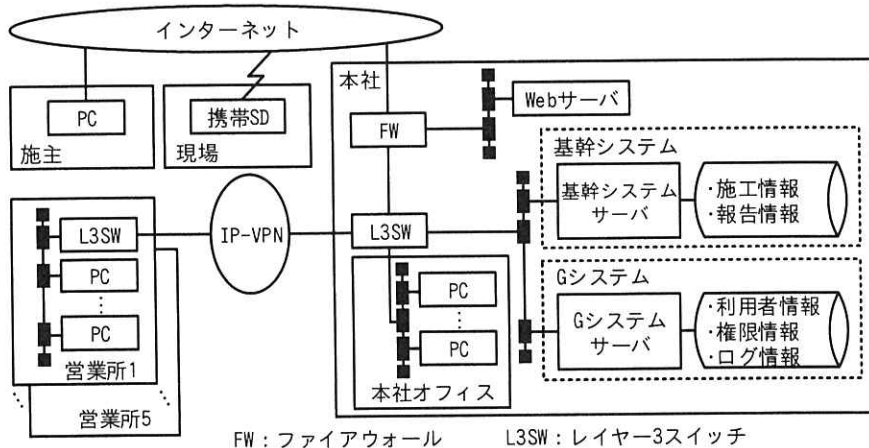 インターネット
本社
PC
施主
携帯SD
現場
FW
Webサーバ
基幹システム
基幹システム
サーバ
・施工情報
・報告情報
L3SW
IP-VPN
L3SW
PC
⋮
PC
営業所1
⋱
営業所5
⋱
PC
⋮
PC
本社オフィス
Gシステム
Gシステム
サーバ
・利用者情報
・権限情報
・ログ情報
FW：ファイアウォール　L3SW：レイヤー3スイッチ